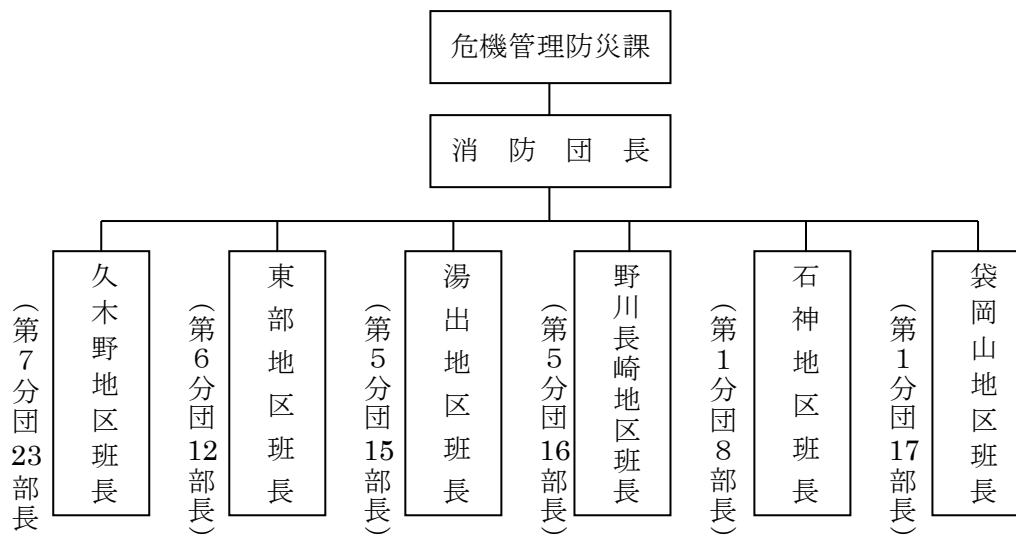 危機管理防災課
消防団長
袋岡山地区班長
（第1分団17部長）
石神地区班長
（第1分団8部長）
野川長崎地区班長
（第5分団16部長）
湯出地区班長
（第5分団15部長）
東部地区班長
（第6分団12部長）
久木野地区班長
（第7分団23部長